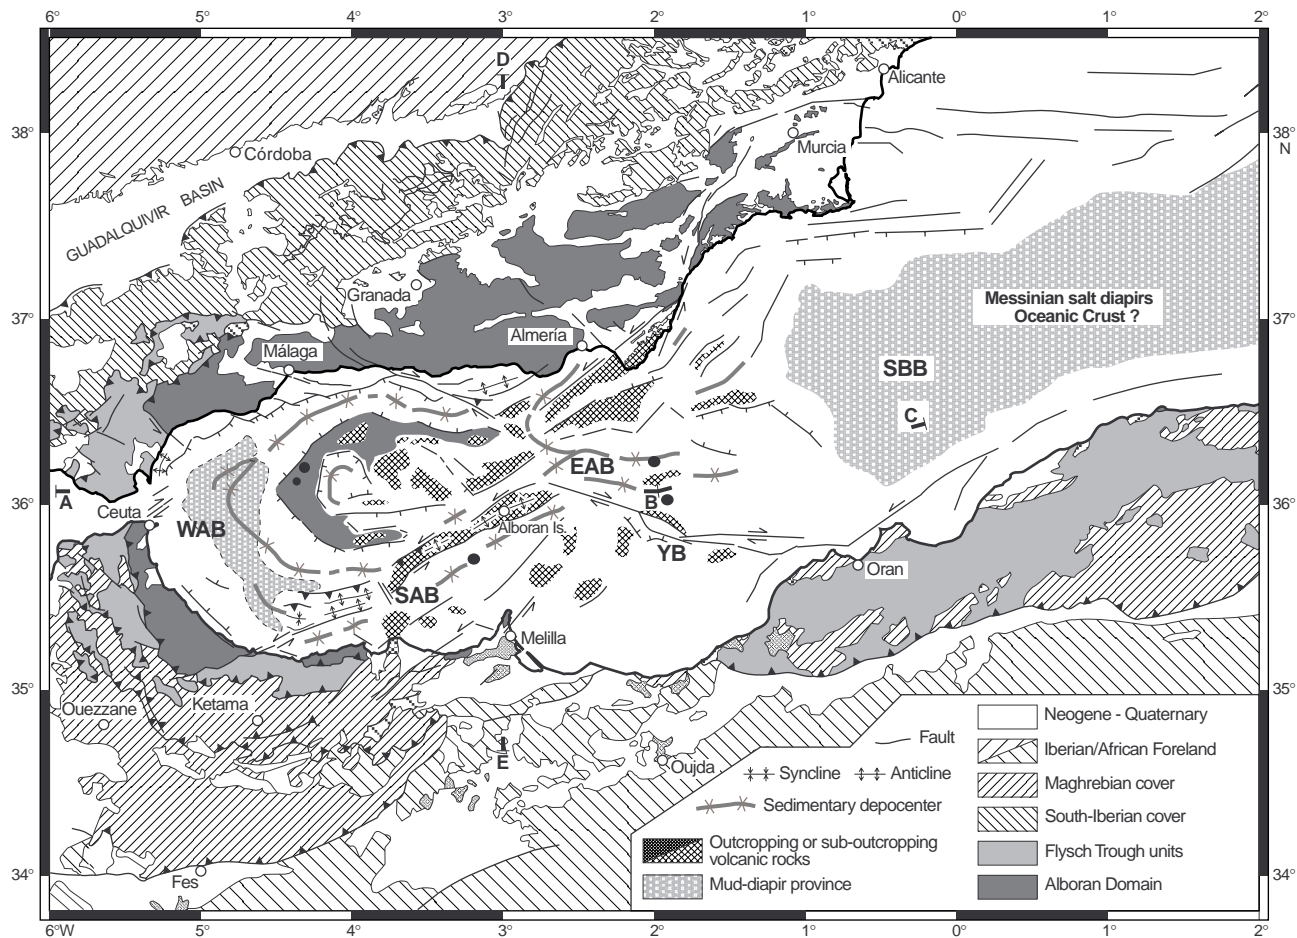 6° 5° 4° 3° 2° 1° 0° 1° 2°
D
Alicante
38° 38°
N
Córdoba
Murcia
GUADALQUIVIR BASIN
Granada
Messinian salt diapirs
Oceanic Crust ?
37° 37°
Almería
Málaga
SBB
C
EAB
A
B
36° 36°
Ceuta
WAB
Alboran Is.
YB
Oran
SAB
Melilla
35° 35°
Ouezzane
Ketama
E
Oujda
Fault
Syncline
Anticline
Sedimentary depocenter
Outcropping or sub-outcropping
volcanic rocks
Mud-diapir province
Neogene - Quaternary
Iberian/African Foreland
Maghrebian cover
South-Iberian cover
Flysch Trough units
Alboran Domain
34° 34°
Fes
6°W 5° 4° 3° 2° 1° 0° 1° 2°